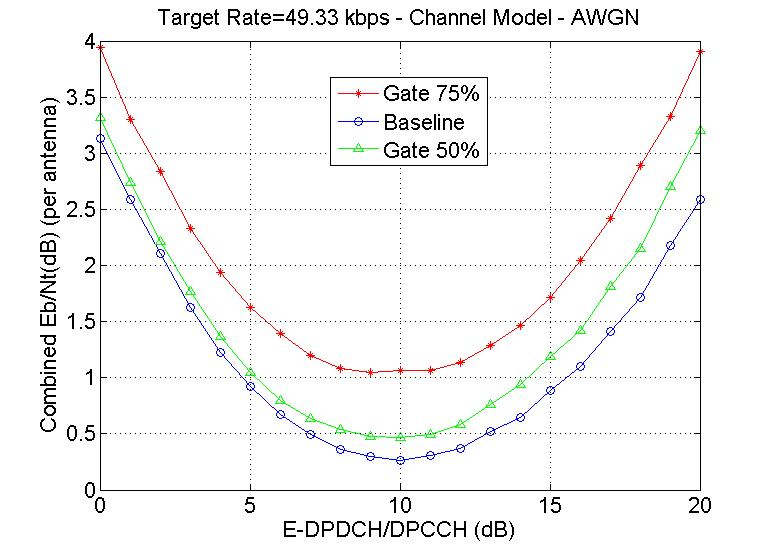 Target Rate=49.33 kbps - Channel Model - AWGN
Combined Eb/Nt(dB) (per antenna)
4
3.5
3
2.5
2
1.5
1
0.5
0
Gate 75%
Baseline
Gate 50%
0 5 10 15 20
E-DPDCH/DPCCH (dB)